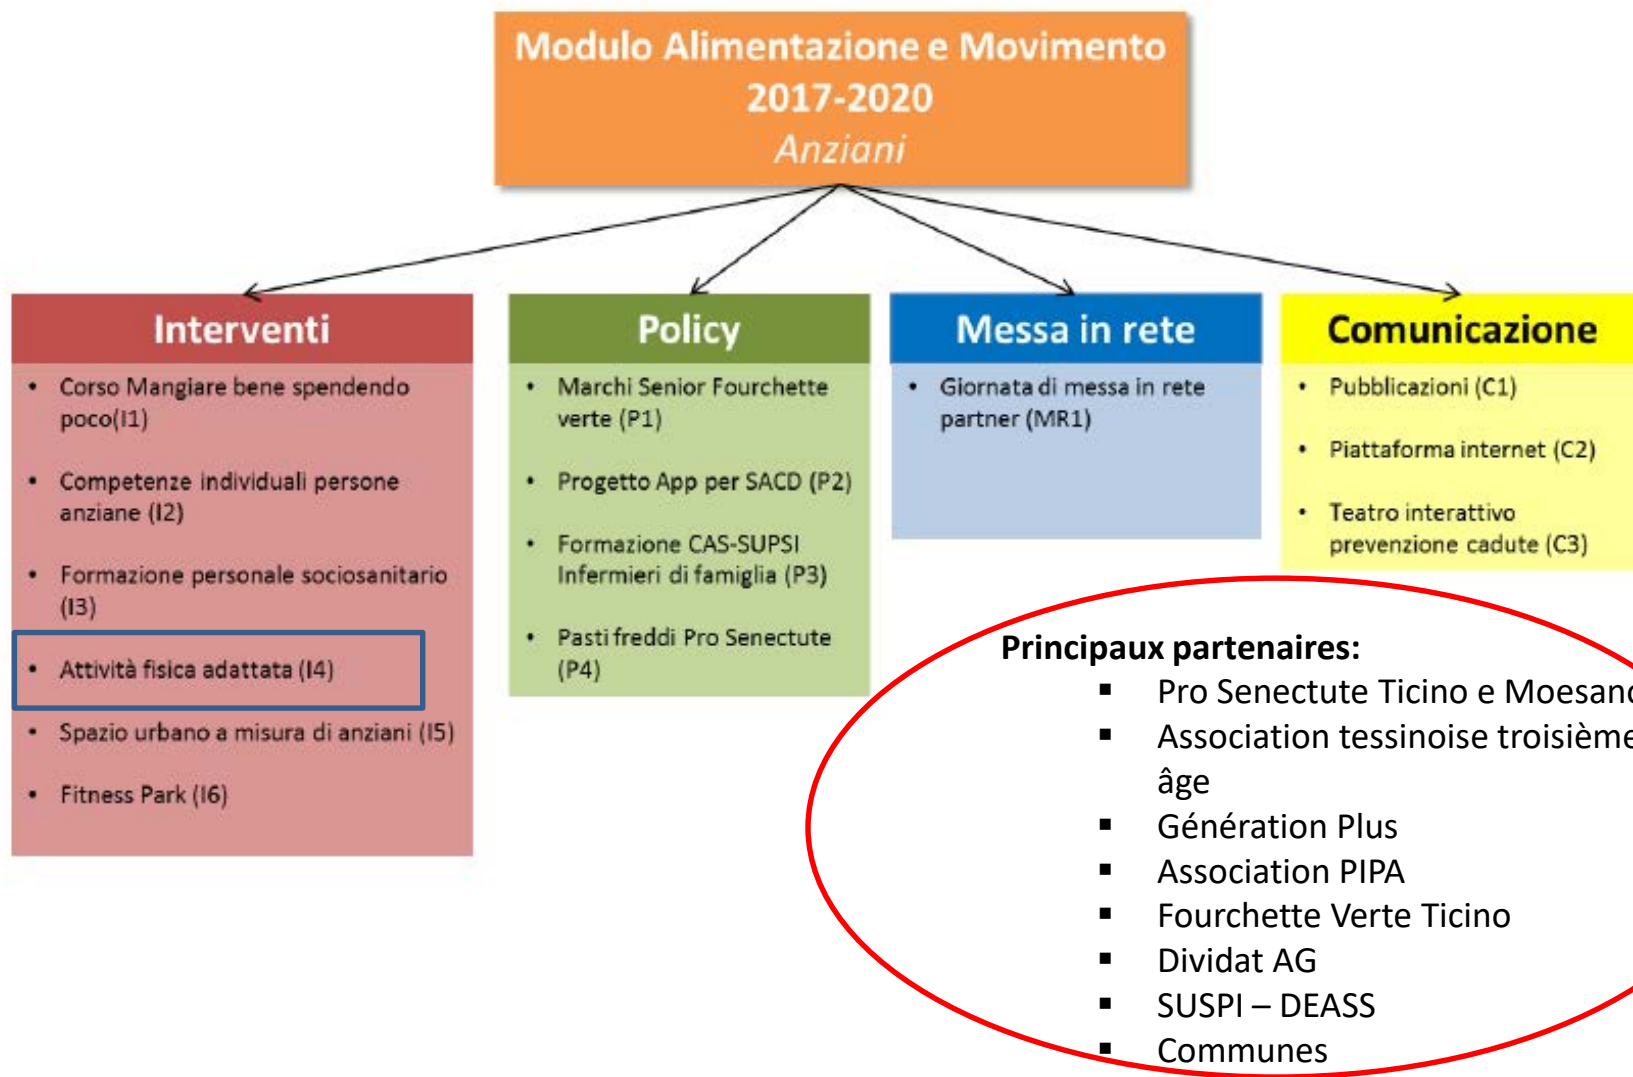 Modulo Alimentazione e Movimento
2017-2020
Anziani
Interventi
• Corso Mangiare bene spendendo
poco(I1)
• Competenze individuali persone
anziane (I2)
• Formazione personale sociosanitario
(I3)
• Attività fisica adattata (I4)
• Spazio urbano a misura di anziani (I5)
• Fitness Park (I6)
Policy
• Marchi Senior Fourchette
verte (P1)
• Progetto App per SACD (P2)
• Formazione CAS-SUPSI
Infermieri di famiglia (P3)
• Pasti freddi Pro Senectute
(P4)
Messa in rete
• Giornata di messa in rete
partner (MR1)
Comunicazione
• Pubblicazioni (C1)
• Piattaforma internet (C2)
• Teatro interattivo
prevenzione cadute (C3)
Principaux partenaires:
▪ Pro Senectute Ticino e Moesano
▪ Association tessinoise troisième
âge
▪ Génération Plus
▪ Association PIPA
▪ Fourchette Verte Ticino
▪ Dividat AG
▪ SUSPI – DEASS
▪ Communes